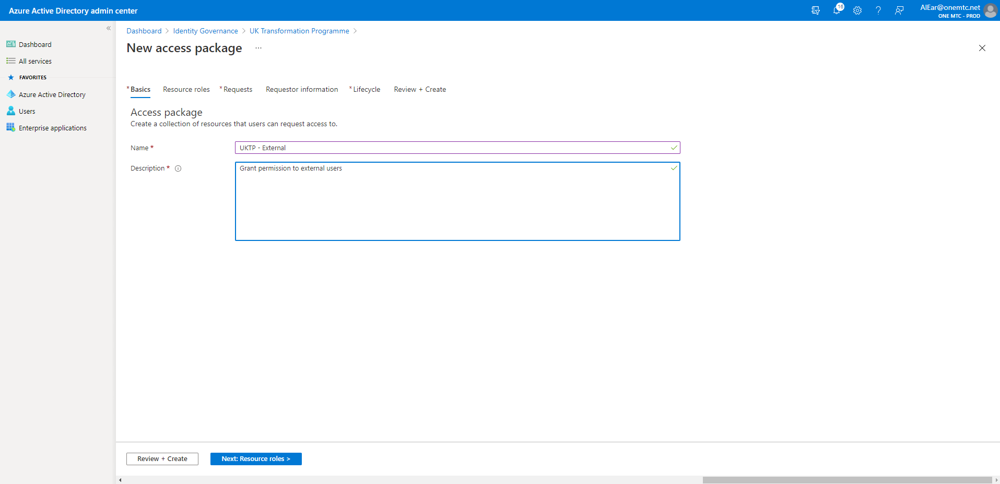 Azure Active Directory admin center
16
AlEar@onemtc.net
ONE MTC - PROD
«
Dashboard
All services
FAVORITES
Azure Active Directory
Users
Enterprise applications
Dashboard > Identity Governance > UK Transformation Programme >
New access package ...
* Basics Resource roles * Requests Requestor information * Lifecycle Review + Create
Access package
Create a collection of resources that users can request access to.
Name * UKTP - External
Description * Grant permission to external users
Review + Create Next: Resource roles >